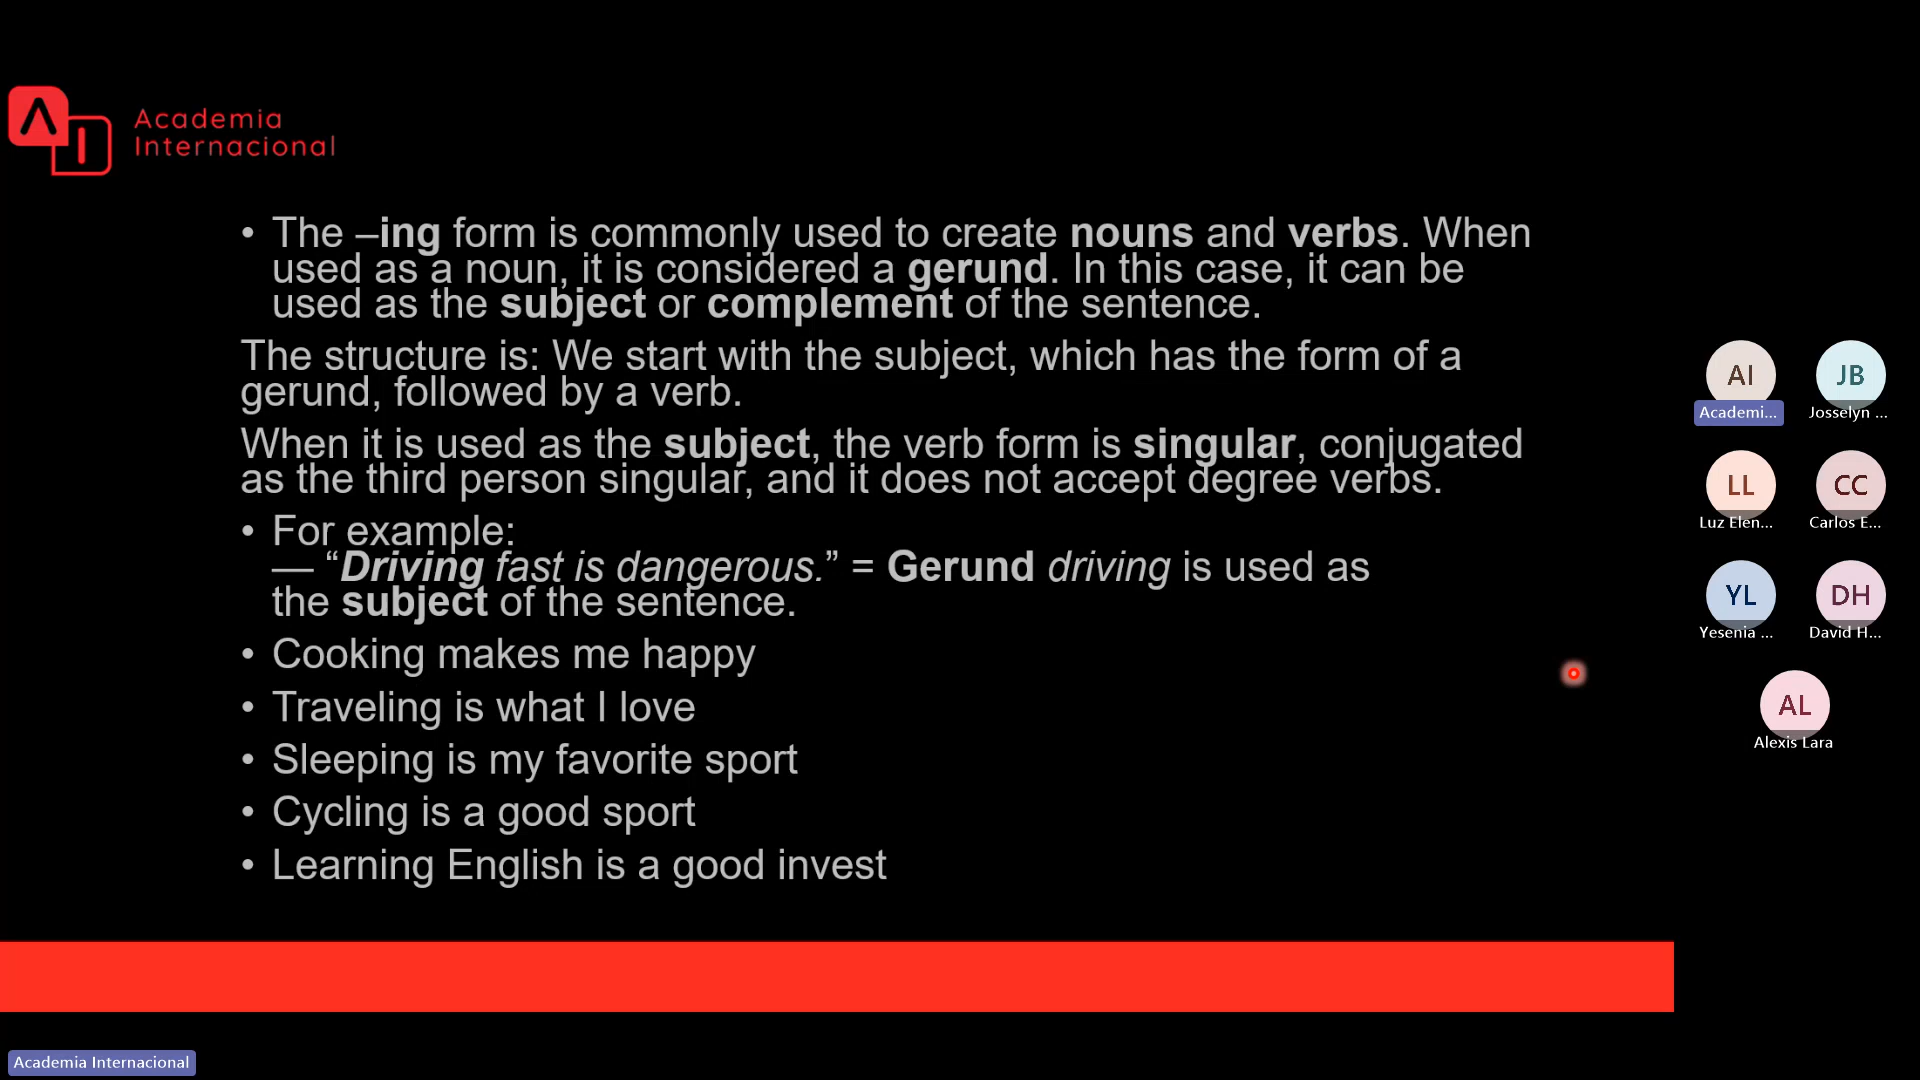 Academia
Internacional
• The –ing form is commonly used to create nouns and verbs. When
used as a noun, it is considered a gerund. In this case, it can be
used as the subject or complement of the sentence.
The structure is: We start with the subject, which has the form of a
gerund, followed by a verb.
When it is used as the subject, the verb form is singular, conjugated
as the third person singular, and it does not accept degree verbs.
• For example:
— “Driving fast is dangerous.” = Gerund driving is used as
the subject of the sentence.
• Cooking makes me happy
• Traveling is what I love
• Sleeping is my favorite sport
• Cycling is a good sport
• Learning English is a good invest
AI JB
Academi... Josselyn ...
LL CC
Luz Elen... Carlos E...
YL DH
Yesenia ... David H...
AL
Alexis Lara
Academia Internacional